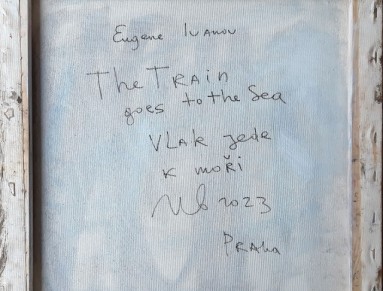 Eugene Ivanov
The Train
goes to the Sea
Vlak jede
k moři
2023
Praha